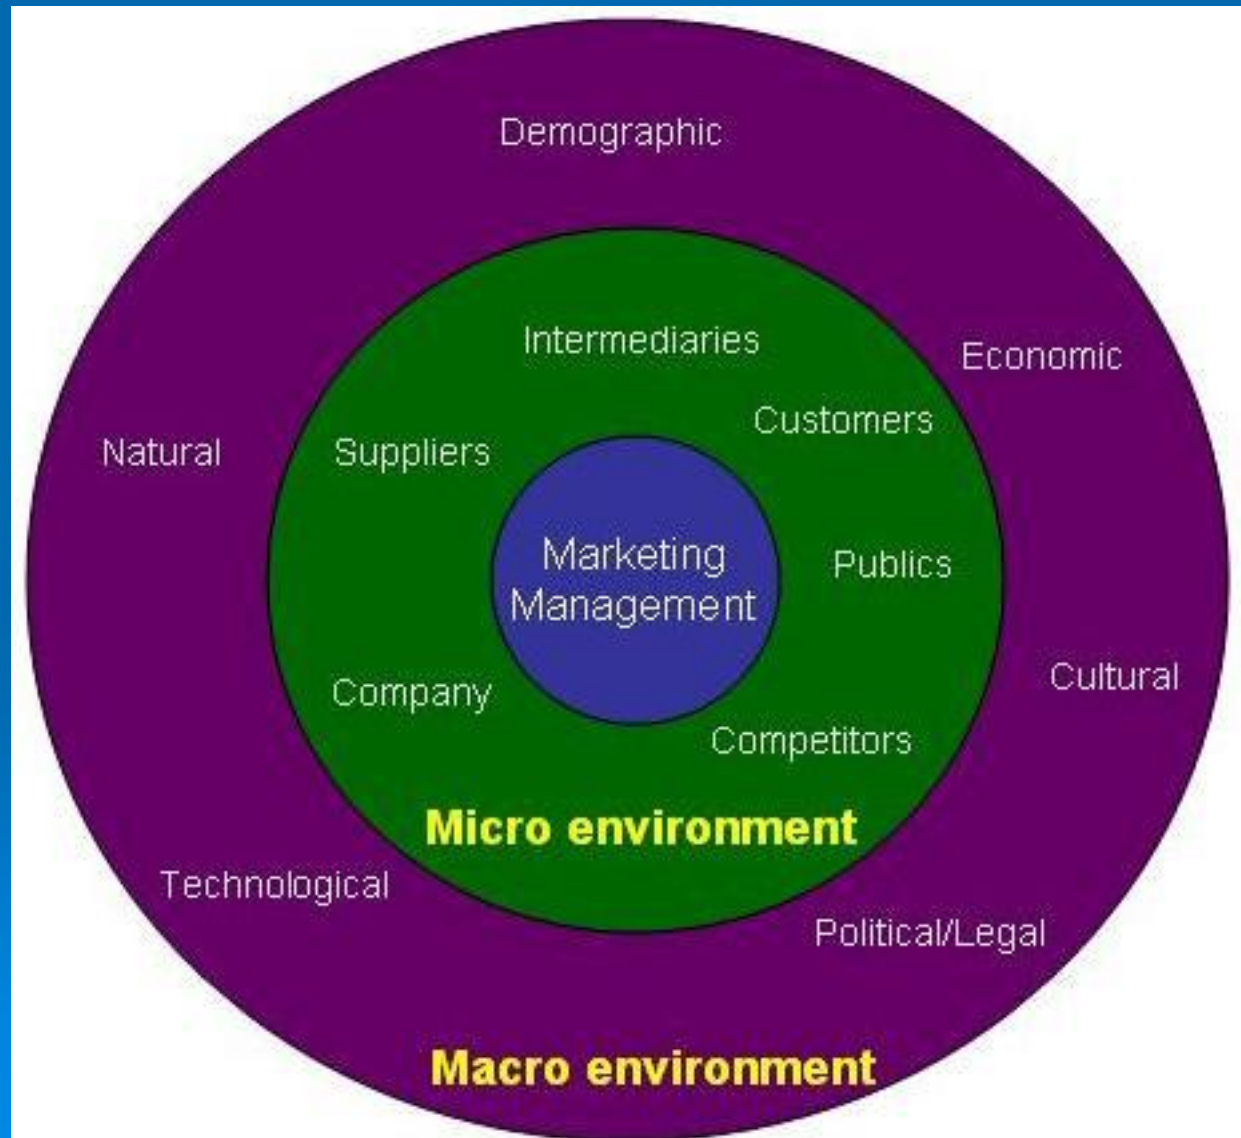 Demographic
Intermediaries
Economic
Customers
Natural
Suppliers
Marketing
Management
Publics
Cultural
Company
Competitors
Micro environment
Technological
Political/Legal
Macro environment